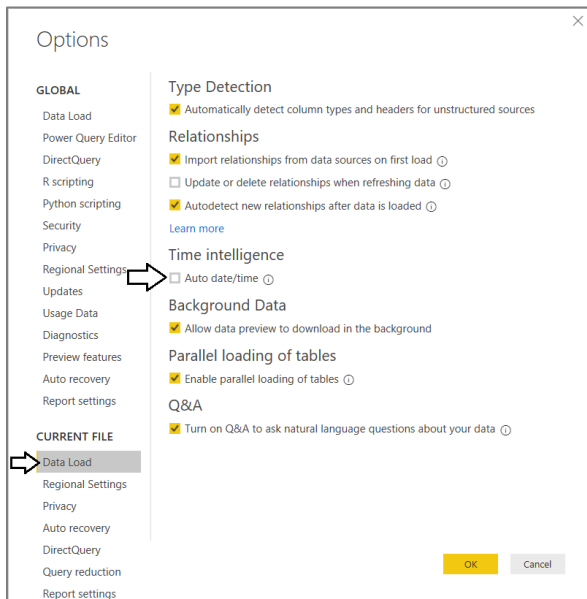 Options
GLOBAL
Data Load
Power Query Editor
DirectQuery
R scripting
Python scripting
Security
Privacy
Regional Settings
Updates
Usage Data
Diagnostics
Preview features
Auto recovery
Report settings
CURRENT FILE
Data Load
Regional Settings
Privacy
Auto recovery
DirectQuery
Query reduction
Report settings
Type Detection
Automatically detect column types and headers for unstructured sources
Relationships
Import relationships from data sources on first load
Update or delete relationships when refreshing data
Autodetect new relationships after data is loaded
Learn more
Time intelligence
Auto date/time
Background Data
Allow data preview to download in the background
Parallel loading of tables
Enable parallel loading of tables
Q&A
Turn on Q&A to ask natural language questions about your data
OK
Cancel